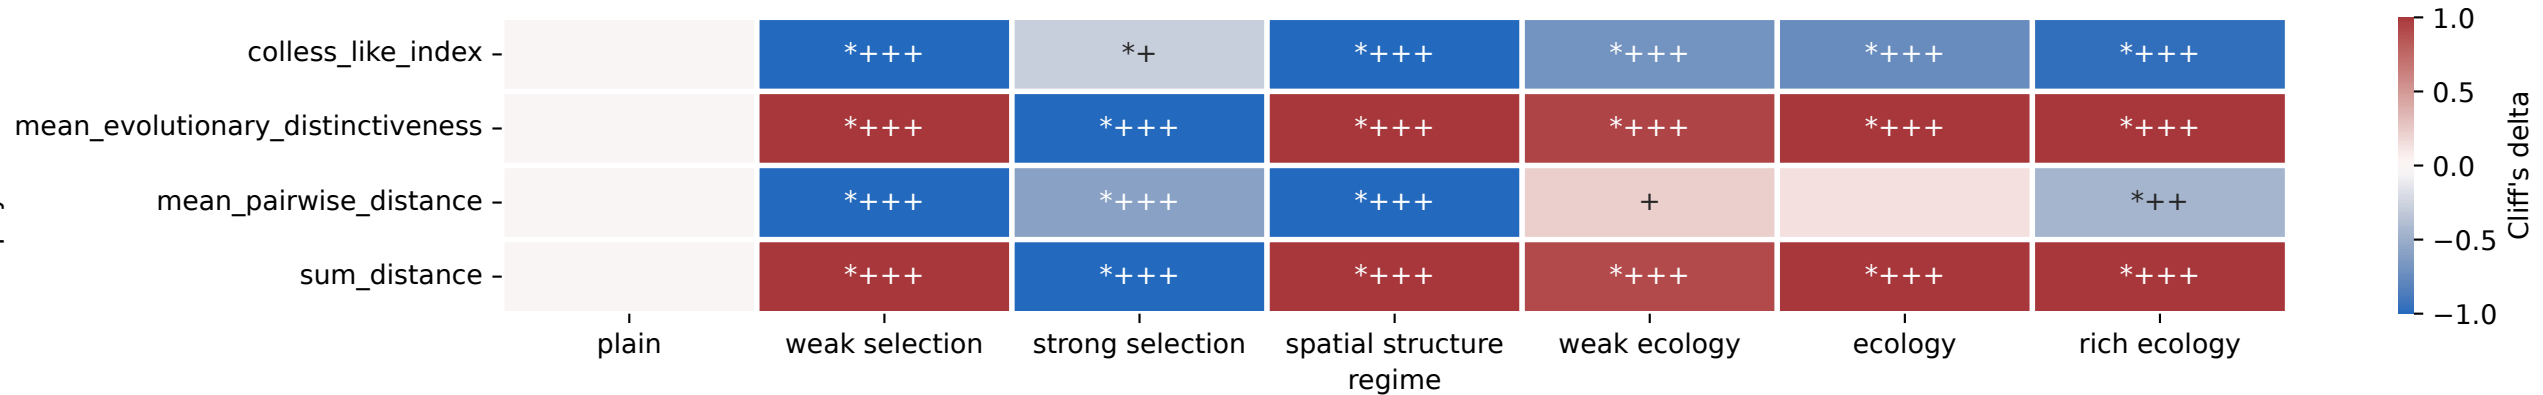 colless_like_index *+++ *+ *+++ *+++ *+++ *+++
mean_evolutionary_distinctiveness *+++ *+++ *+++ *+++ *+++ *+++
mean_pairwise_distance *+++ *+++ *+++ + *++
sum_distance *+++ *+++ *+++ *+++ *+++ *+++
plain weak selection strong selection spatial structure weak ecology ecology rich ecology
regime
1.0
0.5
0.0
−0.5
−1.0
Cliff's delta